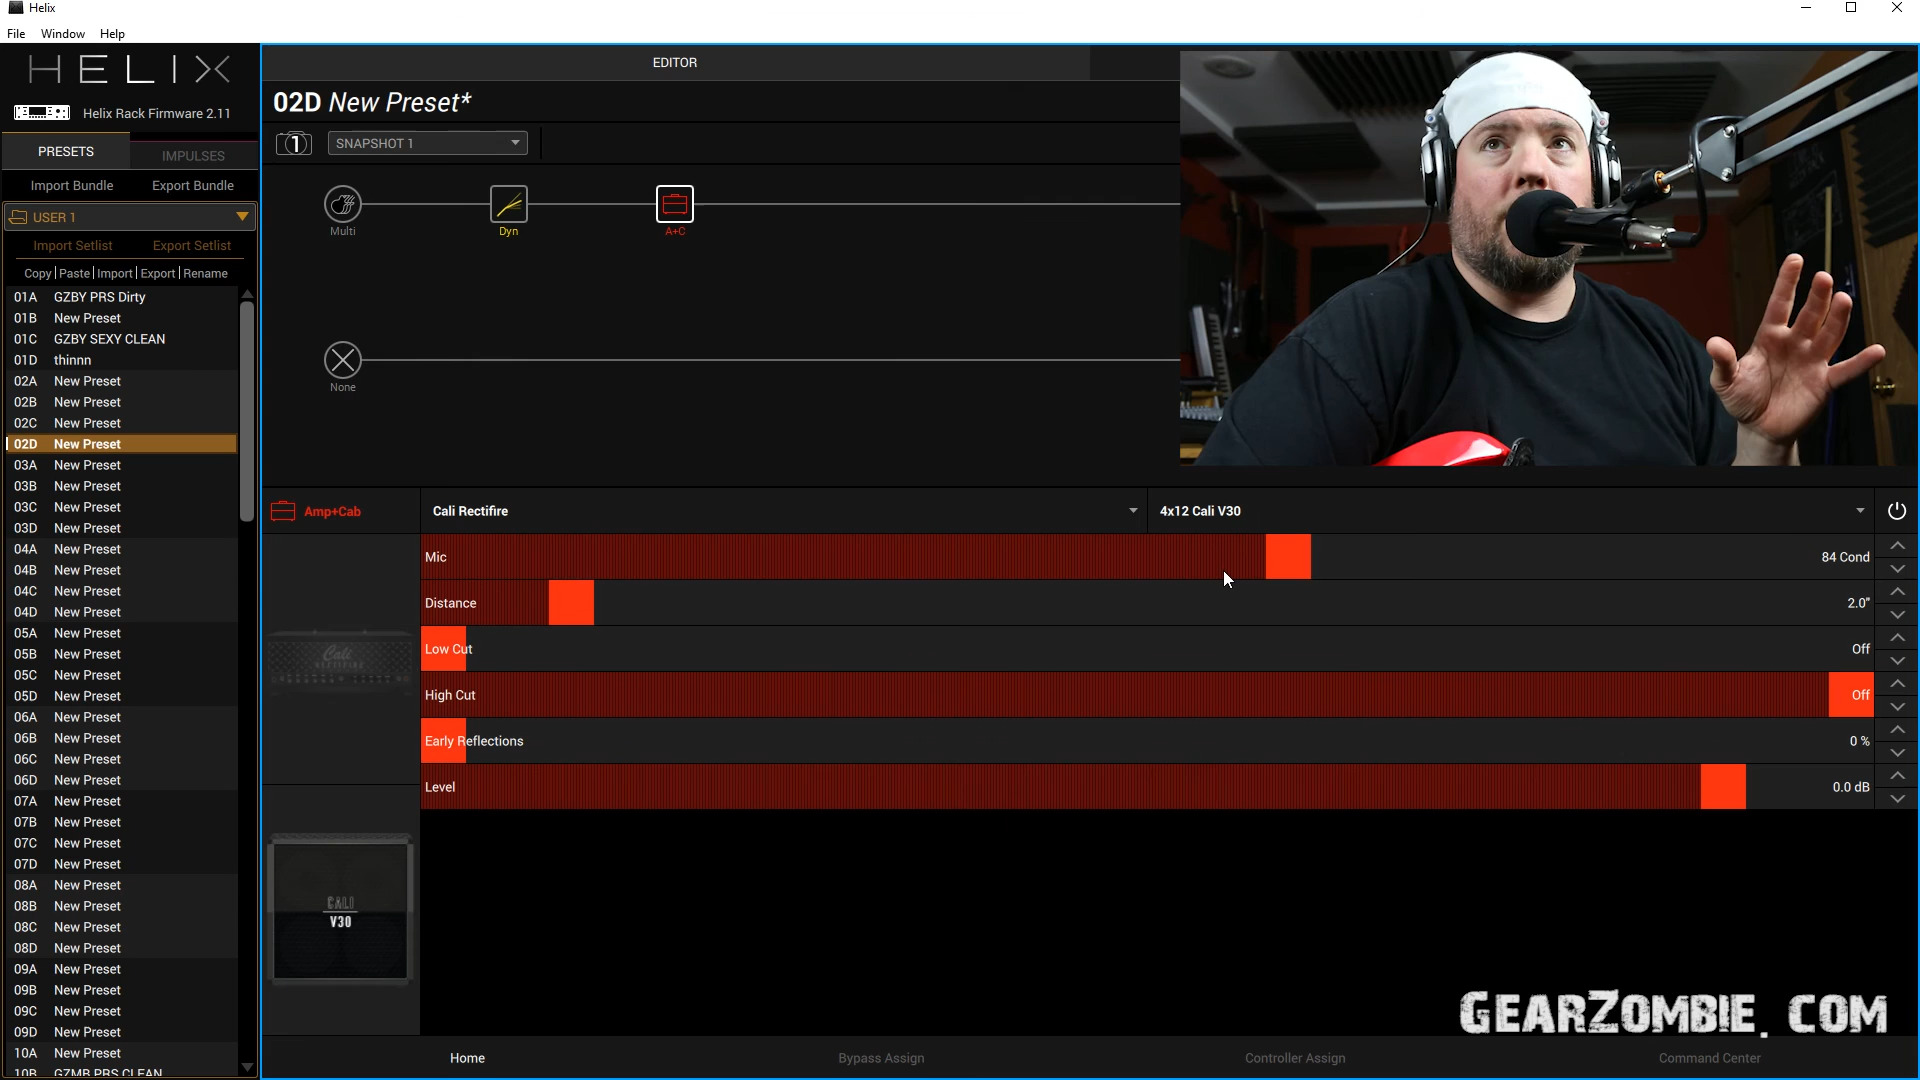 Helix
File Window Help
HELIX
Helix Rack Firmware 2.11
PRESETS IMPULSES
Import Bundle Export Bundle
USER 1
Import Setlist Export Setlist
Copy | Paste | Import | Export | Rename
01A GZBY PRS Dirty
01B New Preset
01C GZBY SEXY CLEAN
01D thinnn
02A New Preset
02B New Preset
02C New Preset
02D New Preset
03A New Preset
03B New Preset
03C New Preset
03D New Preset
04A New Preset
04B New Preset
04C New Preset
04D New Preset
05A New Preset
05B New Preset
05C New Preset
05D New Preset
06A New Preset
06B New Preset
06C New Preset
06D New Preset
07A New Preset
07B New Preset
07C New Preset
07D New Preset
08A New Preset
08B New Preset
08C New Preset
08D New Preset
09A New Preset
09B New Preset
09C New Preset
09D New Preset
10A New Preset
10B GZMB PRS CLEAN
EDITOR
02D New Preset*
1 SNAPSHOT 1
Multi Dyn A+C
None
Amp+Cab Cali Rectifire 4x12 Cali V30
Mic 84 Cond
Distance 2.0"
Low Cut Off
High Cut Off
Early Reflections 0 %
Level 0.0 dB
Cali
RECTIFIRE
CALI
V30
GEARZOMBIE.COM
Home Bypass Assign Controller Assign Command Center